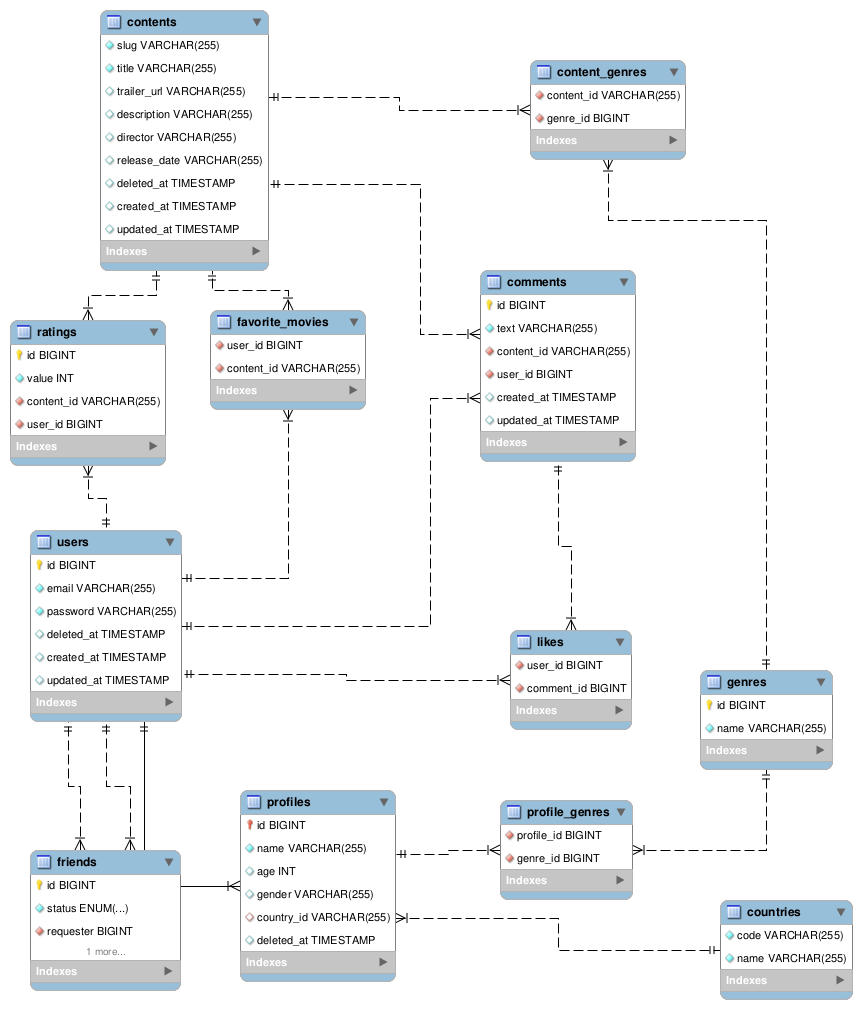 contents
slug VARCHAR(255)
title VARCHAR(255)
trailer_url VARCHAR(255)
description VARCHAR(255)
director VARCHAR(255)
release_date VARCHAR(255)
deleted_at TIMESTAMP
created_at TIMESTAMP
updated_at TIMESTAMP
Indexes
content_genres
content_id VARCHAR(255)
genre_id BIGINT
Indexes
comments
id BIGINT
text VARCHAR(255)
content_id VARCHAR(255)
user_id BIGINT
created_at TIMESTAMP
updated_at TIMESTAMP
Indexes
ratings
id BIGINT
value INT
content_id VARCHAR(255)
user_id BIGINT
Indexes
favorite_movies
user_id BIGINT
content_id VARCHAR(255)
Indexes
users
id BIGINT
email VARCHAR(255)
password VARCHAR(255)
deleted_at TIMESTAMP
created_at TIMESTAMP
updated_at TIMESTAMP
Indexes
likes
user_id BIGINT
comment_id BIGINT
Indexes
genres
id BIGINT
name VARCHAR(255)
Indexes
friends
id BIGINT
status ENUM(...)
requester BIGINT
1 more...
Indexes
profiles
id BIGINT
name VARCHAR(255)
age INT
gender VARCHAR(255)
country_id VARCHAR(255)
deleted_at TIMESTAMP
Indexes
profile_genres
profile_id BIGINT
genre_id BIGINT
Indexes
countries
code VARCHAR(255)
name VARCHAR(255)
Indexes